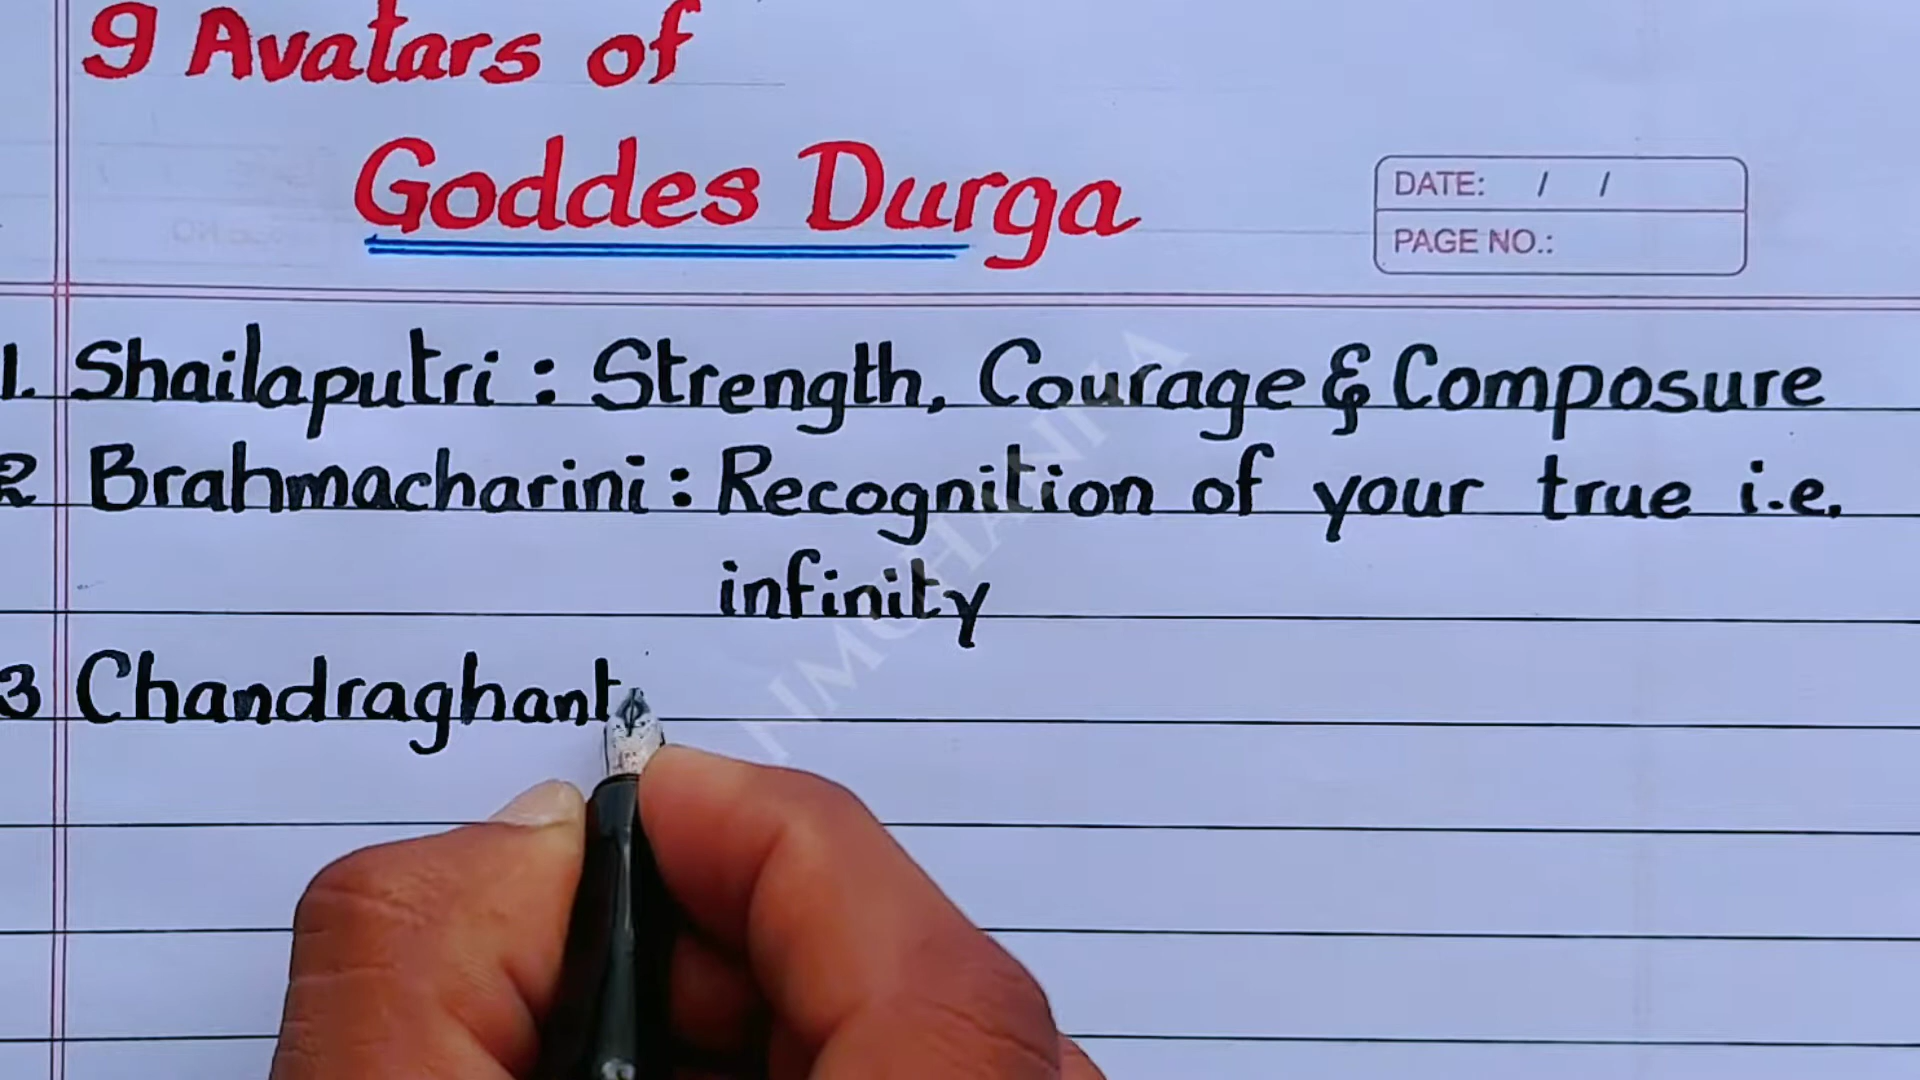 9 Avatars of
Goddes Durga
DATE: / /
PAGE NO.:
1. Shailaputri : Strength, Courage & Composure
2 Brahmacharini : Recognition of your true i.e.
infinity
3 Chandraghant